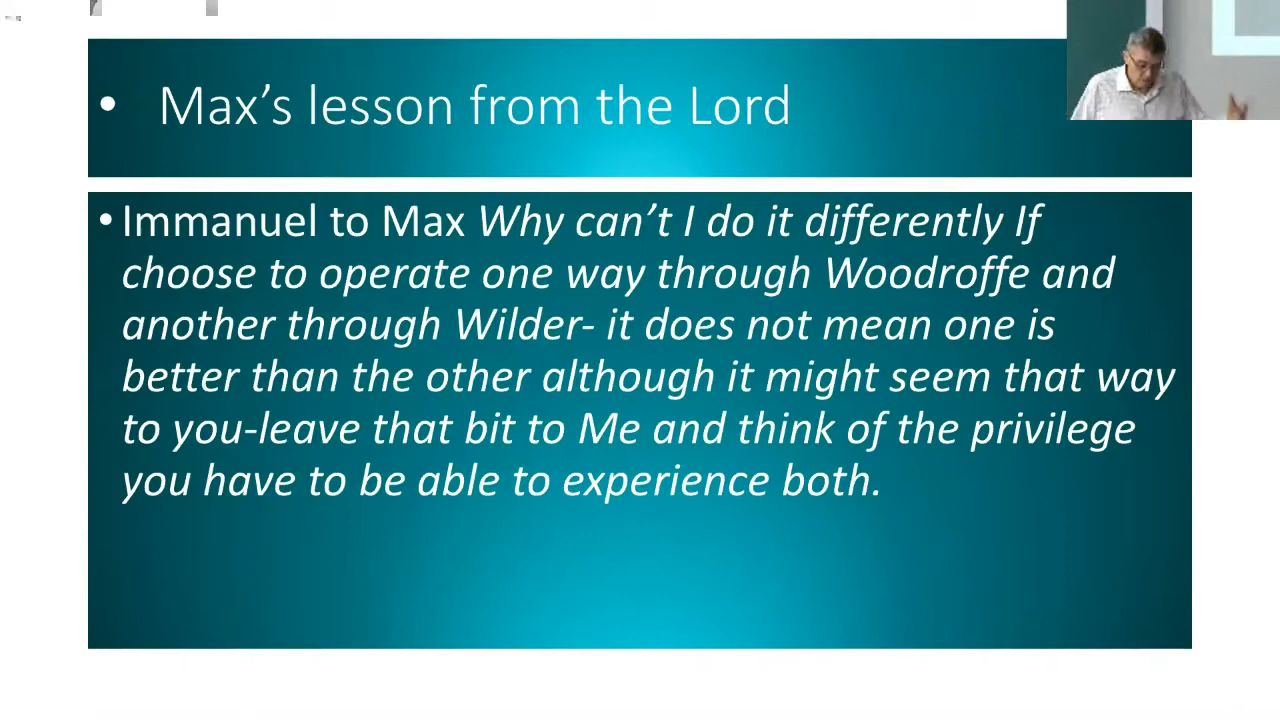 • Max’s lesson from the Lord
• Immanuel to Max Why can’t I do it differently If
choose to operate one way through Woodroffe and
another through Wilder- it does not mean one is
better than the other although it might seem that way
to you-leave that bit to Me and think of the privilege
you have to be able to experience both.